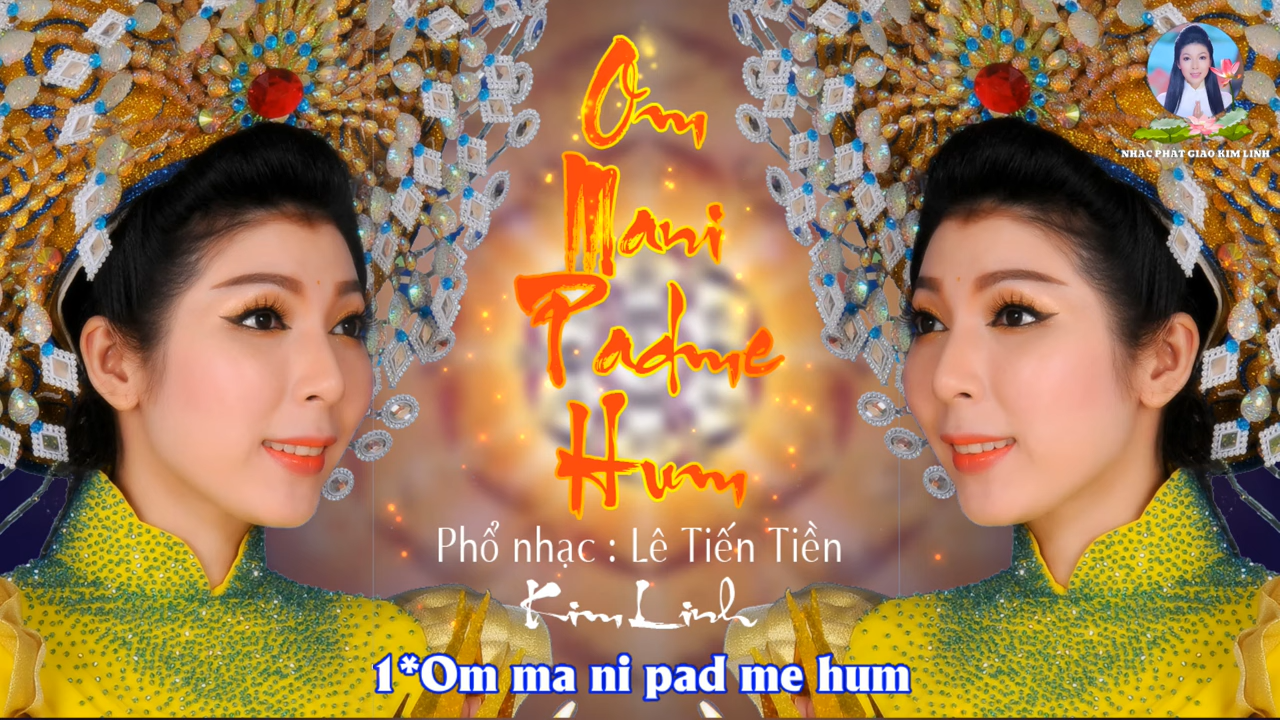 Om
Mani
Padme
Hum
NHẠC PHẬT GIÁO KIM LINH
Phổ nhạc : Lê Tiến Tiền
Kim Linh
1*Om ma ni pad me hum